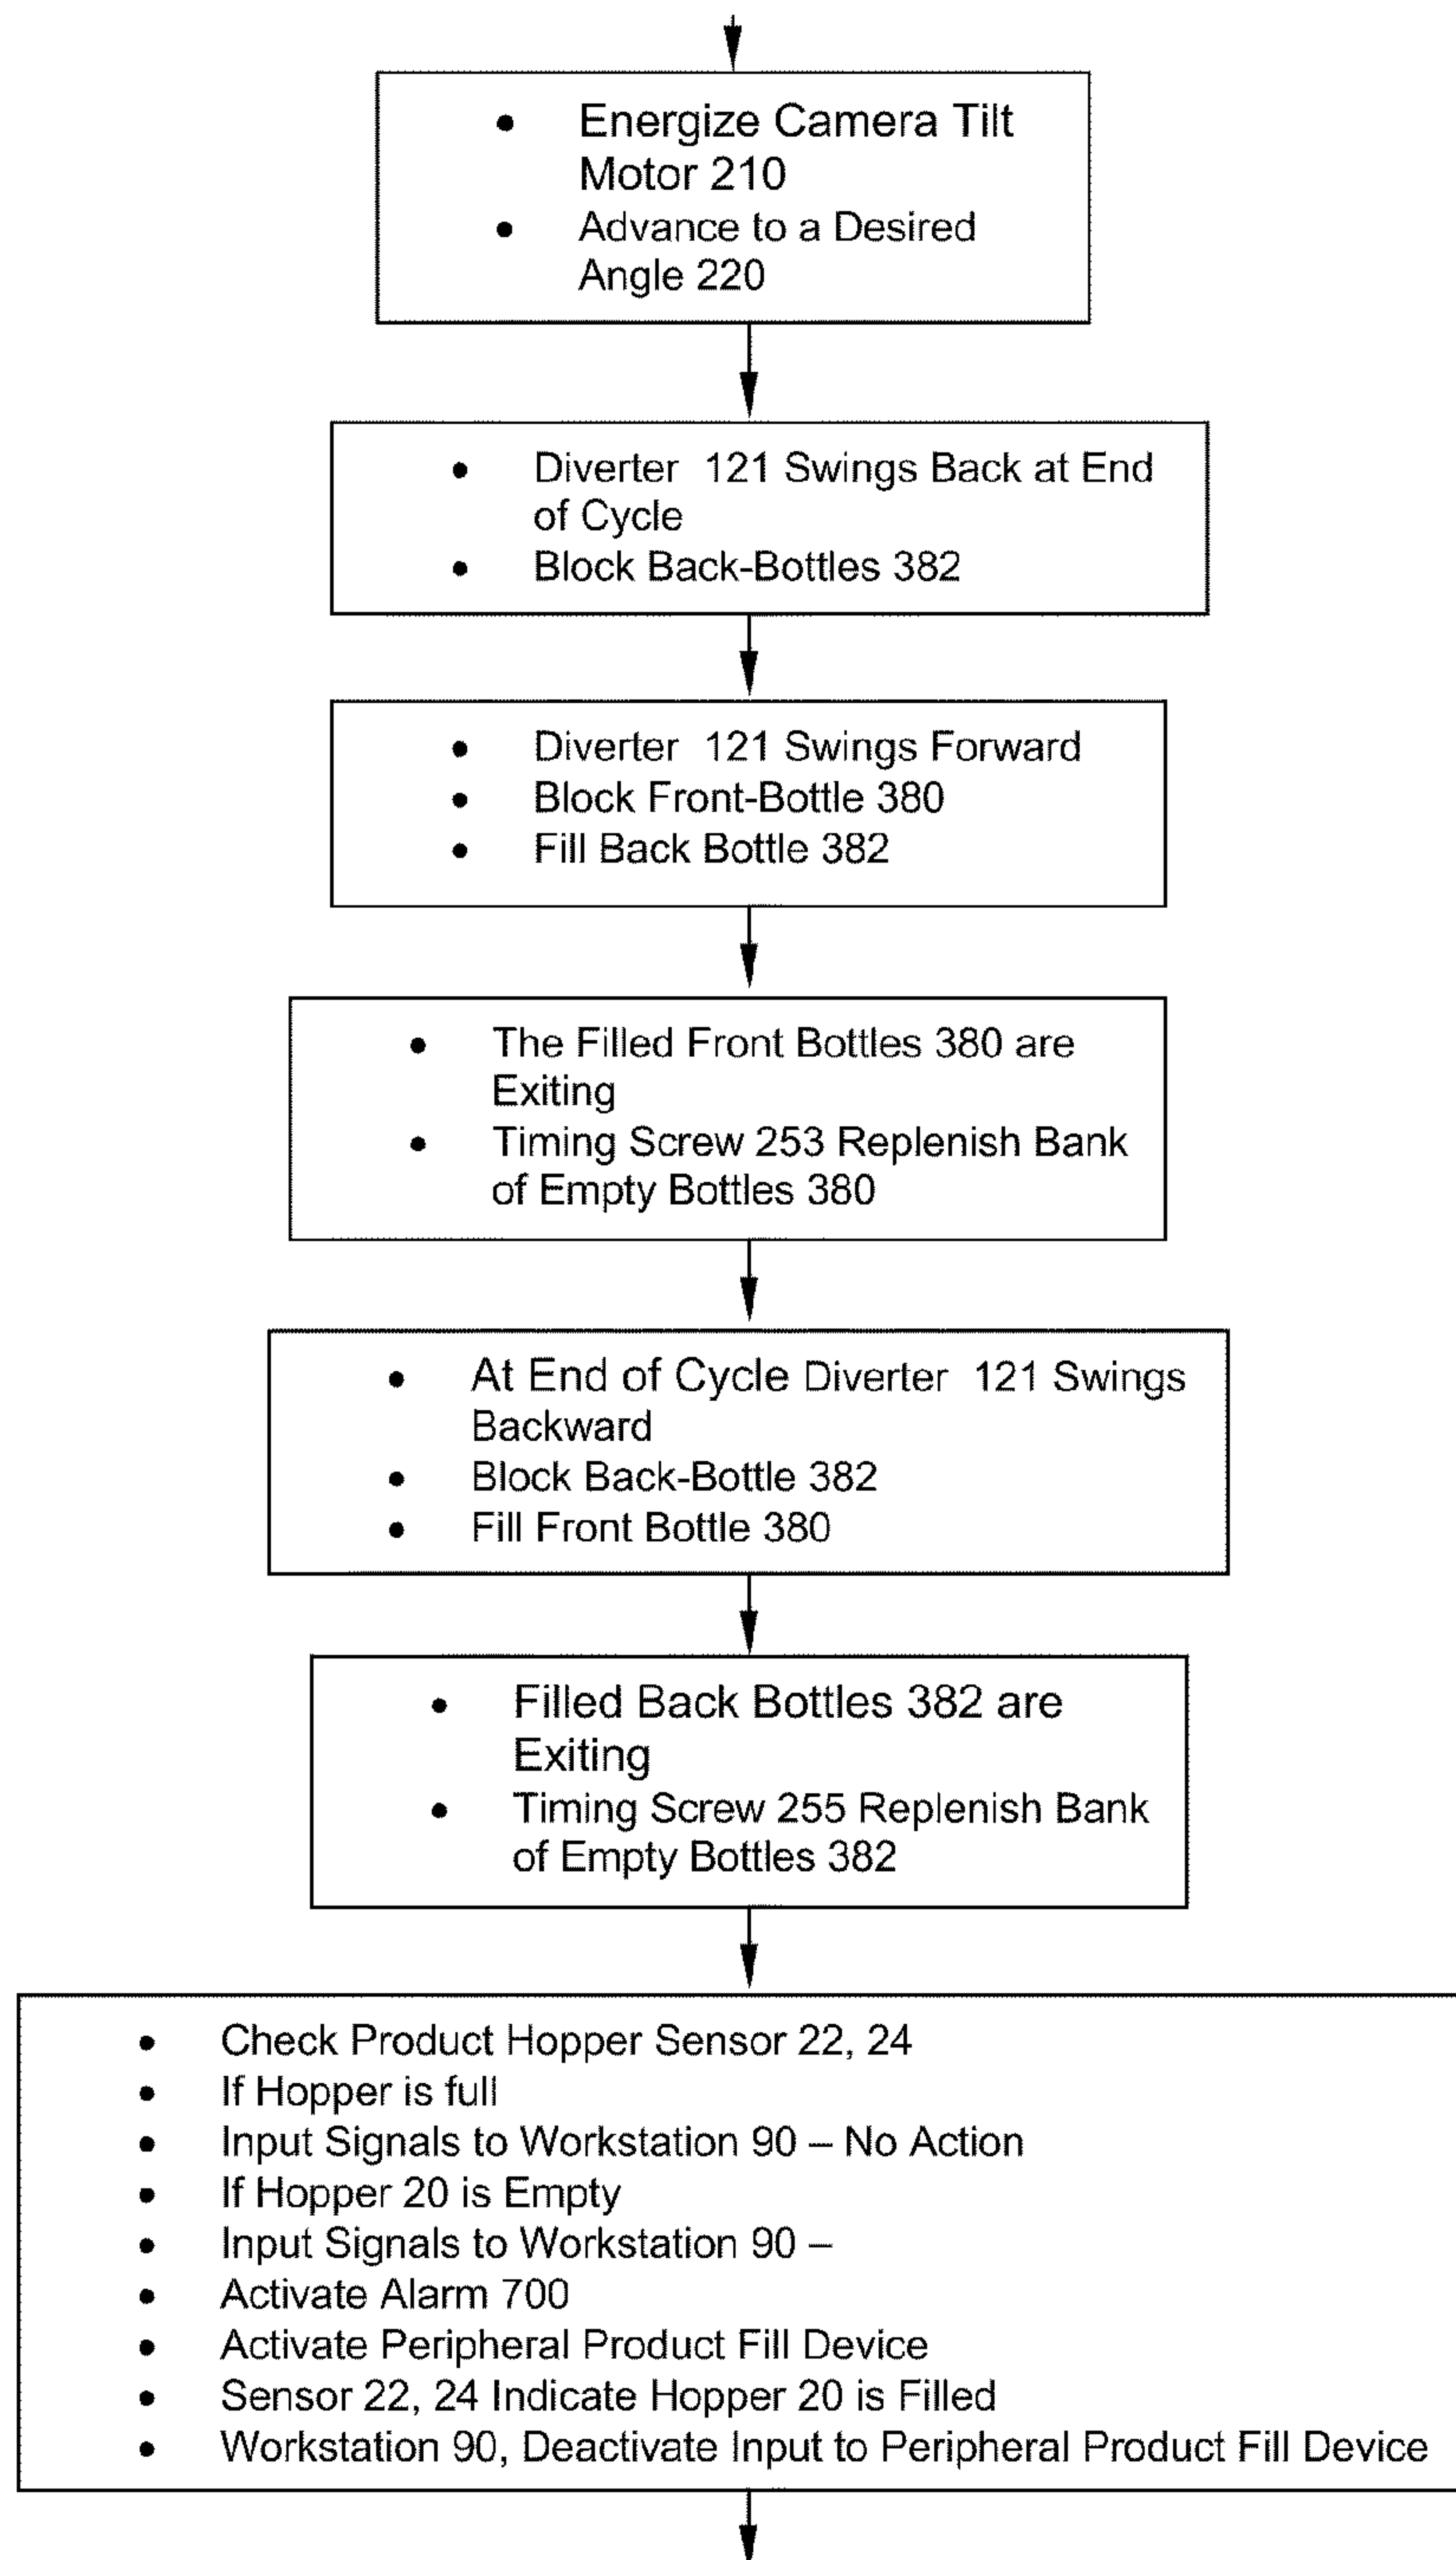 • Energize Camera Tilt
Motor 210
• Advance to a Desired
Angle 220
• Diverter 121 Swings Back at End
of Cycle
• Block Back-Bottles 382
• Diverter 121 Swings Forward
• Block Front-Bottle 380
• Fill Back Bottle 382
• The Filled Front Bottles 380 are
Exiting
• Timing Screw 253 Replenish Bank
of Empty Bottles 380
• At End of Cycle Diverter 121 Swings
Backward
• Block Back-Bottle 382
• Fill Front Bottle 380
• Filled Back Bottles 382 are
Exiting
• Timing Screw 255 Replenish Bank
of Empty Bottles 382
• Check Product Hopper Sensor 22, 24
• If Hopper is full
• Input Signals to Workstation 90 – No Action
• If Hopper 20 is Empty
• Input Signals to Workstation 90 –
• Activate Alarm 700
• Activate Peripheral Product Fill Device
• Sensor 22, 24 Indicate Hopper 20 is Filled
• Workstation 90, Deactivate Input to Peripheral Product Fill Device